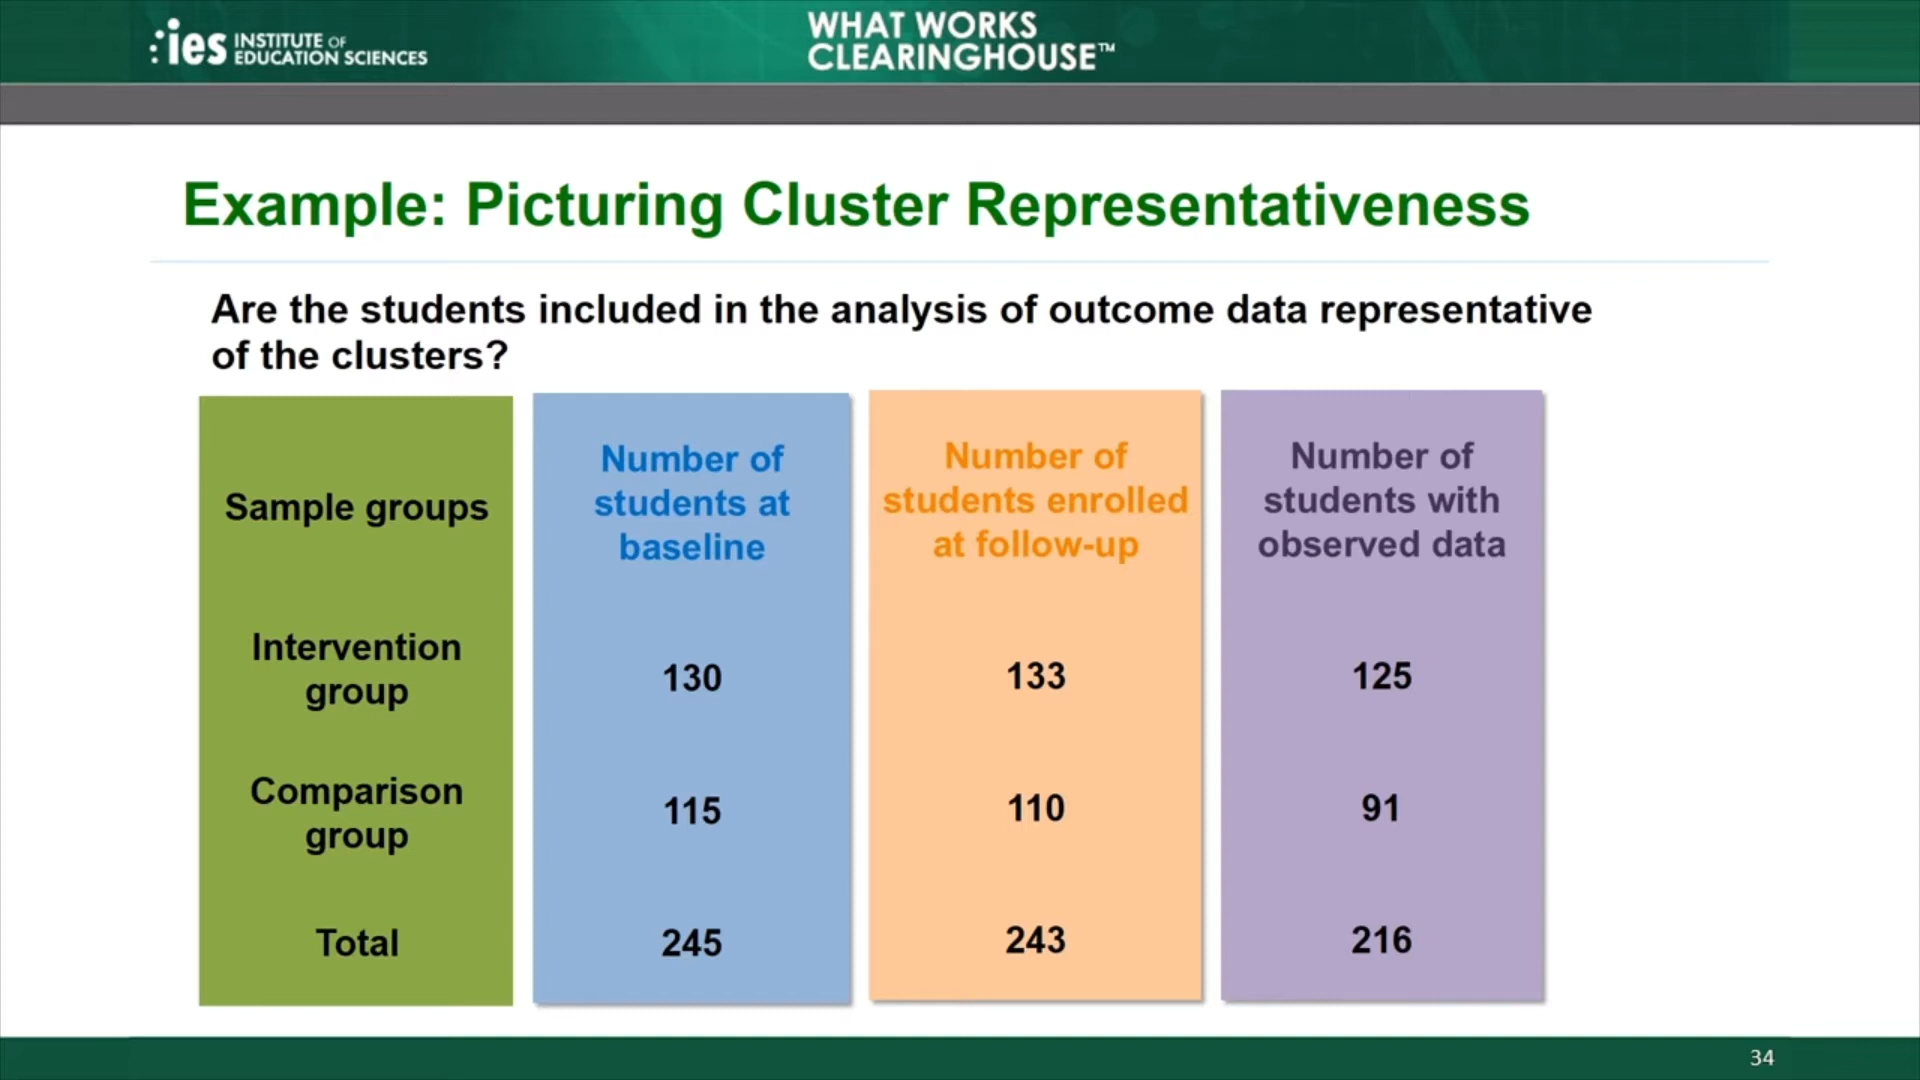 ies INSTITUTE OF
EDUCATION SCIENCES
WHAT WORKS
CLEARINGHOUSE™
Example: Picturing Cluster Representativeness
Are the students included in the analysis of outcome data representative
of the clusters?
Sample groups
Number of
students at
baseline
Number of
students enrolled
at follow-up
Number of
students with
observed data
Intervention
group
130
133
125
Comparison
group
115
110
91
Total
245
243
216
34